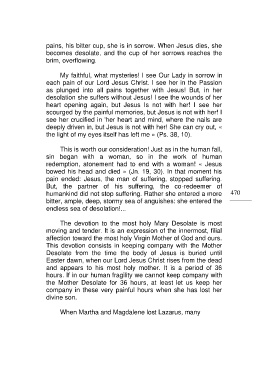 pains, his bitter cup, she is in sorrow. When Jesus dies, she
becomes desolate, and the cup of her sorrows reaches the
brim, overflowing.
My faithful, what mysteries! I see Our Lady in sorrow in
each pain of our Lord Jesus Christ. I see her in the Passion
as plunged into all pains together with Jesus! But, in her
desolation she suffers without Jesus! I see the wounds of her
heart opening again, but Jesus Is not with her! I see her
scourged by the painful memories, but Jesus is not with her! I
see her crucified in her heart and mind, where the nails are
deeply driven in, but Jesus is not with her! She can cry out, «
the light of my eyes itself has left me » (Ps. 38, 10).
This is worth our consideration! Just as in the human fall,
sin began with a woman, so in the work of human
redemption, atonement had to end with a woman! « Jesus
bowed his head and died » (Jn. 19, 30). In that moment his
pain ended: Jesus, the man of suffering, stopped suffering.
But, the partner of his suffering, the co-redeemer of
humankind did not stop suffering. Rather she entered a more
bitter, ample, deep, stormy sea of anguishes: she entered the
endless sea of desolation!...
470
The devotion to the most holy Mary Desolate is most
moving and tender. It is an expression of the innermost, filial
affection toward the most holy Virgin Mother of God and ours.
This devotion consists in keeping company with the Mother
Desolate from the time the body of Jesus is buried until
Easter dawn, when our Lord Jesus Christ rises from the dead
and appears to his most holy mother. It is a period of 36
hours. If in our human fragility we cannot keep company with
the Mother Desolate for 36 hours, at least let us keep her
company in these very painful hours when she has lost her
divine son.
When Martha and Magdalene lost Lazarus, many